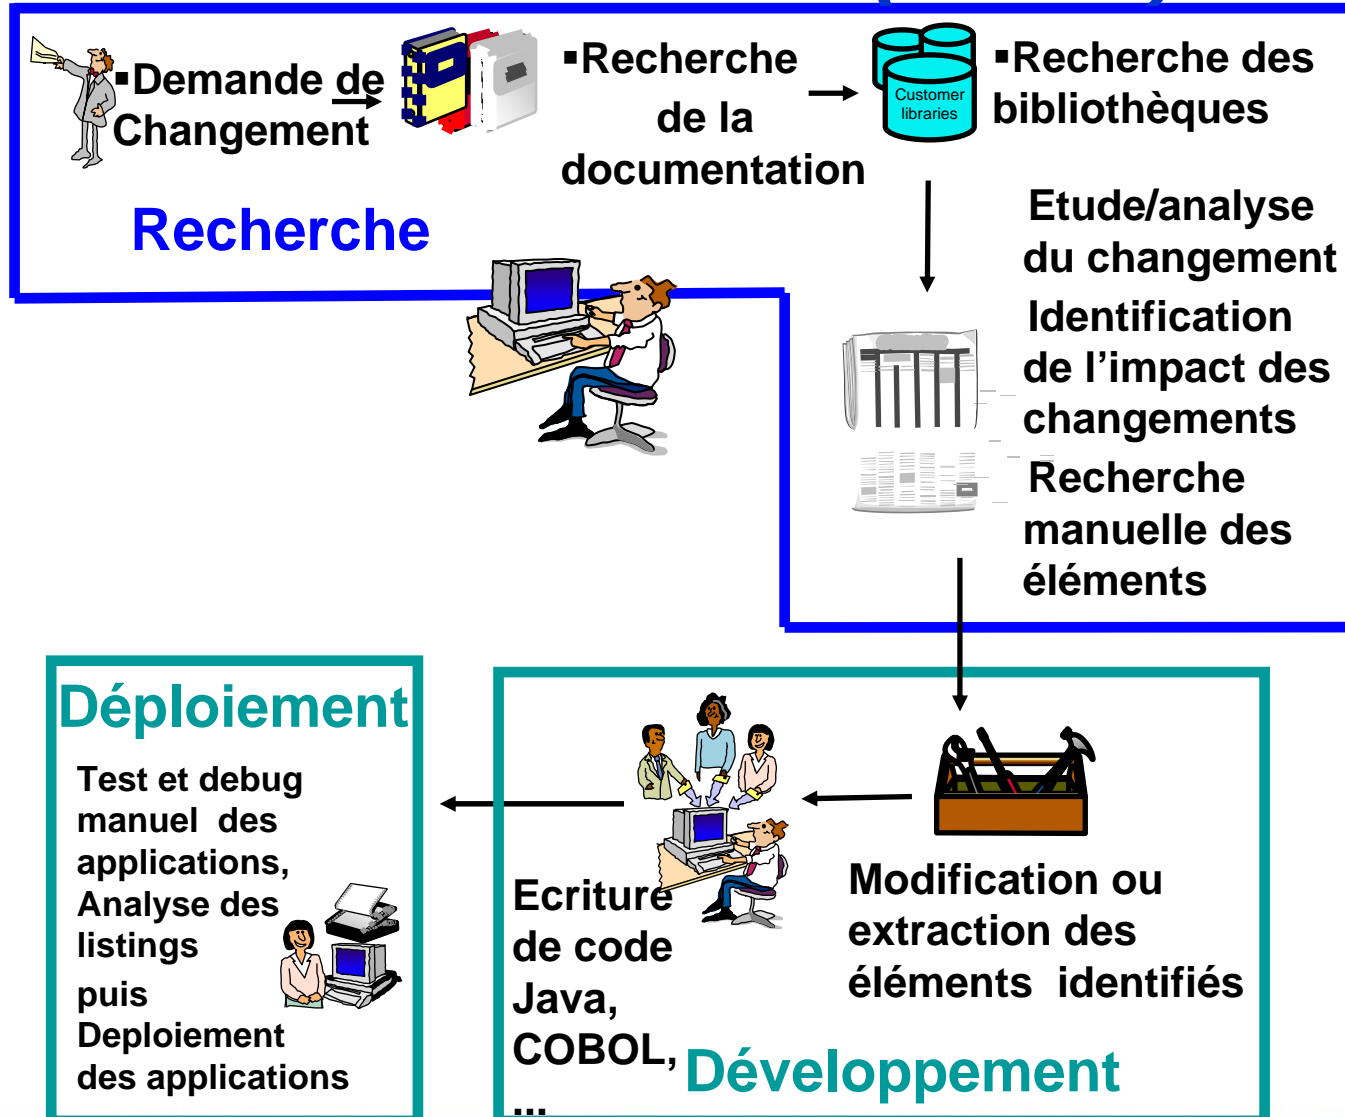 ▪Demande de
Changement
▪Recherche
de la
documentation
Customer
libraries
▪Recherche des
bibliothèques
Recherche
Etude/analyse
du changement
Identification
de l’impact des
changements
Recherche
manuelle des
éléments
Déploiement
Test et debug
manuel des
applications,
Analyse des
listings
puis
Deploiement
des applications
Ecriture
de code
Java,
COBOL,
...
Modification ou
extraction des
éléments identifiés
Développement